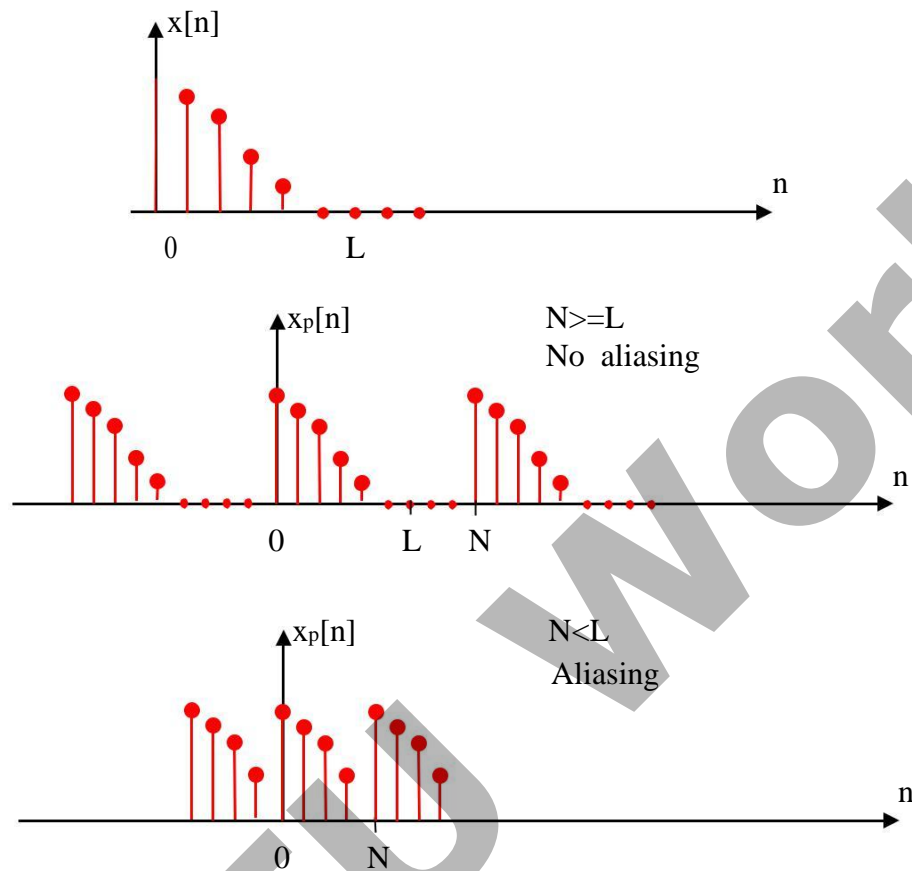 x[n]
n
0 L
xp[n]
N>=L
No aliasing
n
0 L N
xp[n]
N<L
Aliasing
n
0 N